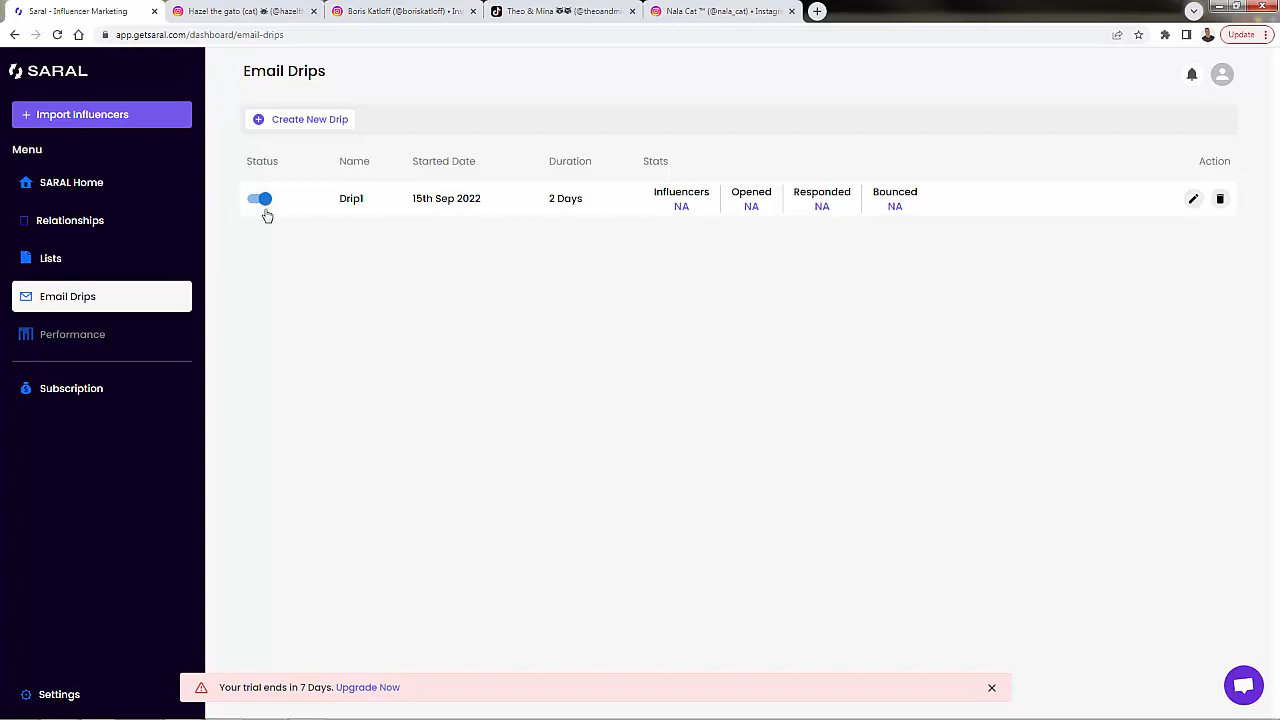 Saral - Influencer Marketing
Hazel the gato (cat)
Boris Katloff (@boriskatloff) • Ins
Theo & Mina
Nala Cat ™ (@nala_cat) • Instag
app.getsaral.com/dashboard/email-drips
Update
SARAL
Email Drips
+ Import Influencers
Create New Drip
Menu
Status Name Started Date Duration Stats Action
SARAL Home
Drip1 15th Sep 2022 2 Days
Influencers Opened Responded Bounced
NA NA NA NA
Relationships
Lists
Email Drips
Performance
Subscription
Settings
Your trial ends in 7 Days. Upgrade Now